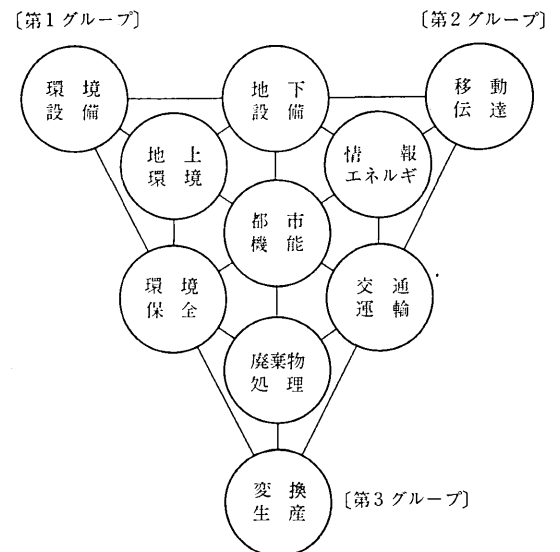 〔第1グループ〕
〔第2グループ〕
環境
設備
地下
設備
移動
伝達
地上
環境
情報
エネルギ
都市
機能
環境
保全
交通
運輸
廃棄物
処理
変換
生産
〔第3グループ〕